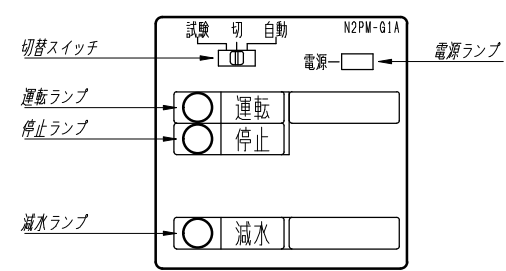 試験 切 自動 N2PM-G1A
切替スイッチ
電源 電源ランプ
運転ランプ 運転
停止ランプ 停止
減水ランプ 減水